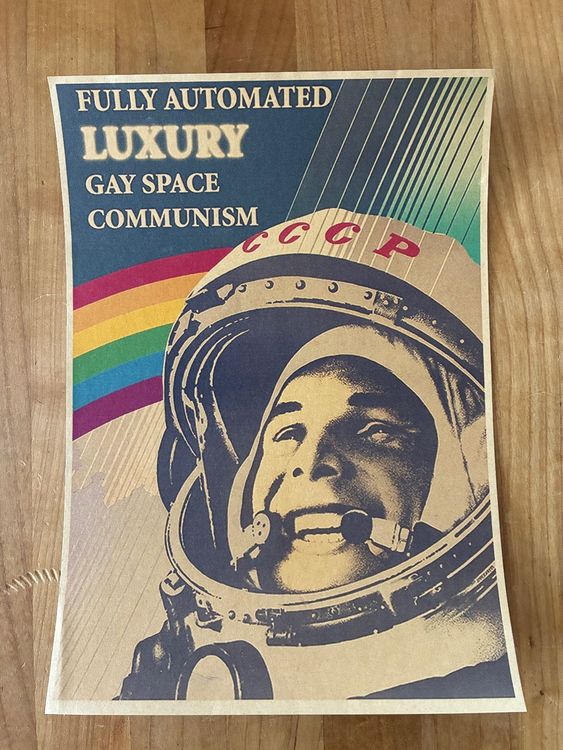 FULLY AUTOMATED
LUXURY
GAY SPACE
COMMUNISM
СССР